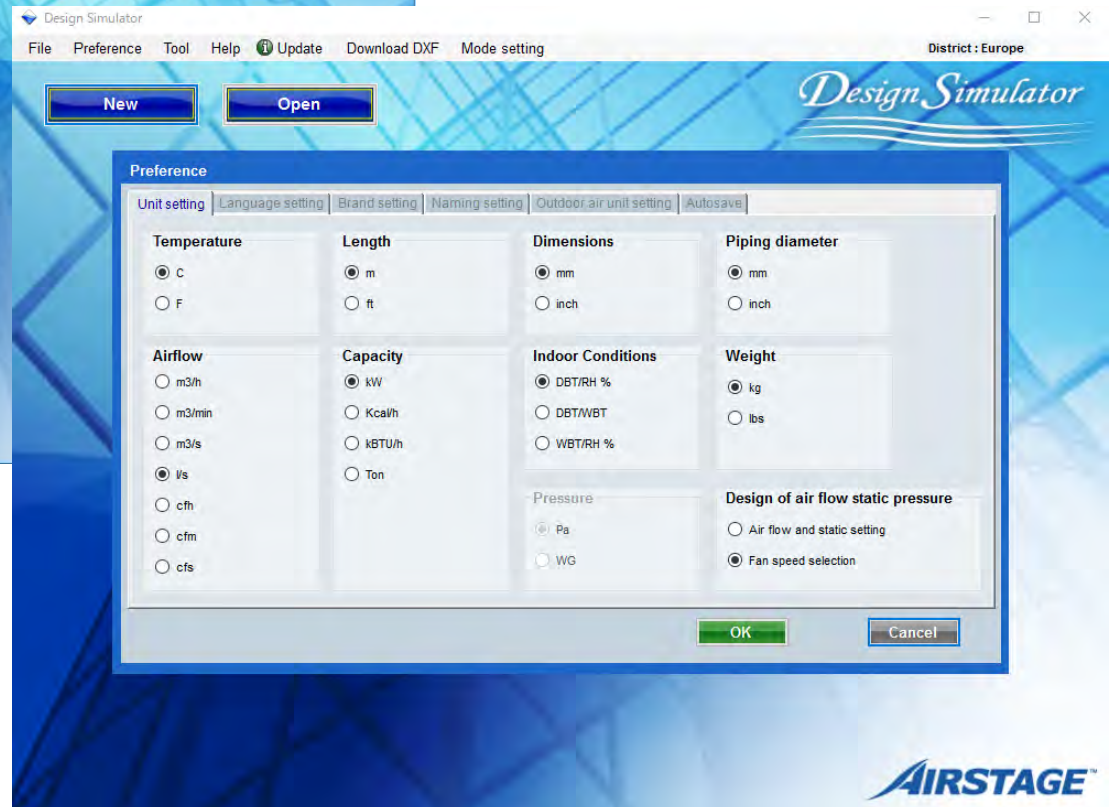 Design Simulator
File Preference Tool Help Update Download DXF Mode setting District : Europe
New Open Design Simulator
Preference
Unit setting Language setting Brand setting Naming setting Outdoor air unit setting Autosave
Temperature
C
F
Length
m
ft
Dimensions
mm
inch
Piping diameter
mm
inch
Airflow
m3/h
m3/min
m3/s
l/s
cfh
cfm
cfs
Capacity
kW
Kcal/h
kBTU/h
Ton
Indoor Conditions
DBT/RH %
DBT/WBT
WBT/RH %
Weight
kg
lbs
Pressure
Pa
WG
Design of air flow static pressure
Air flow and static setting
Fan speed selection
OK Cancel
AIRSTAGE™